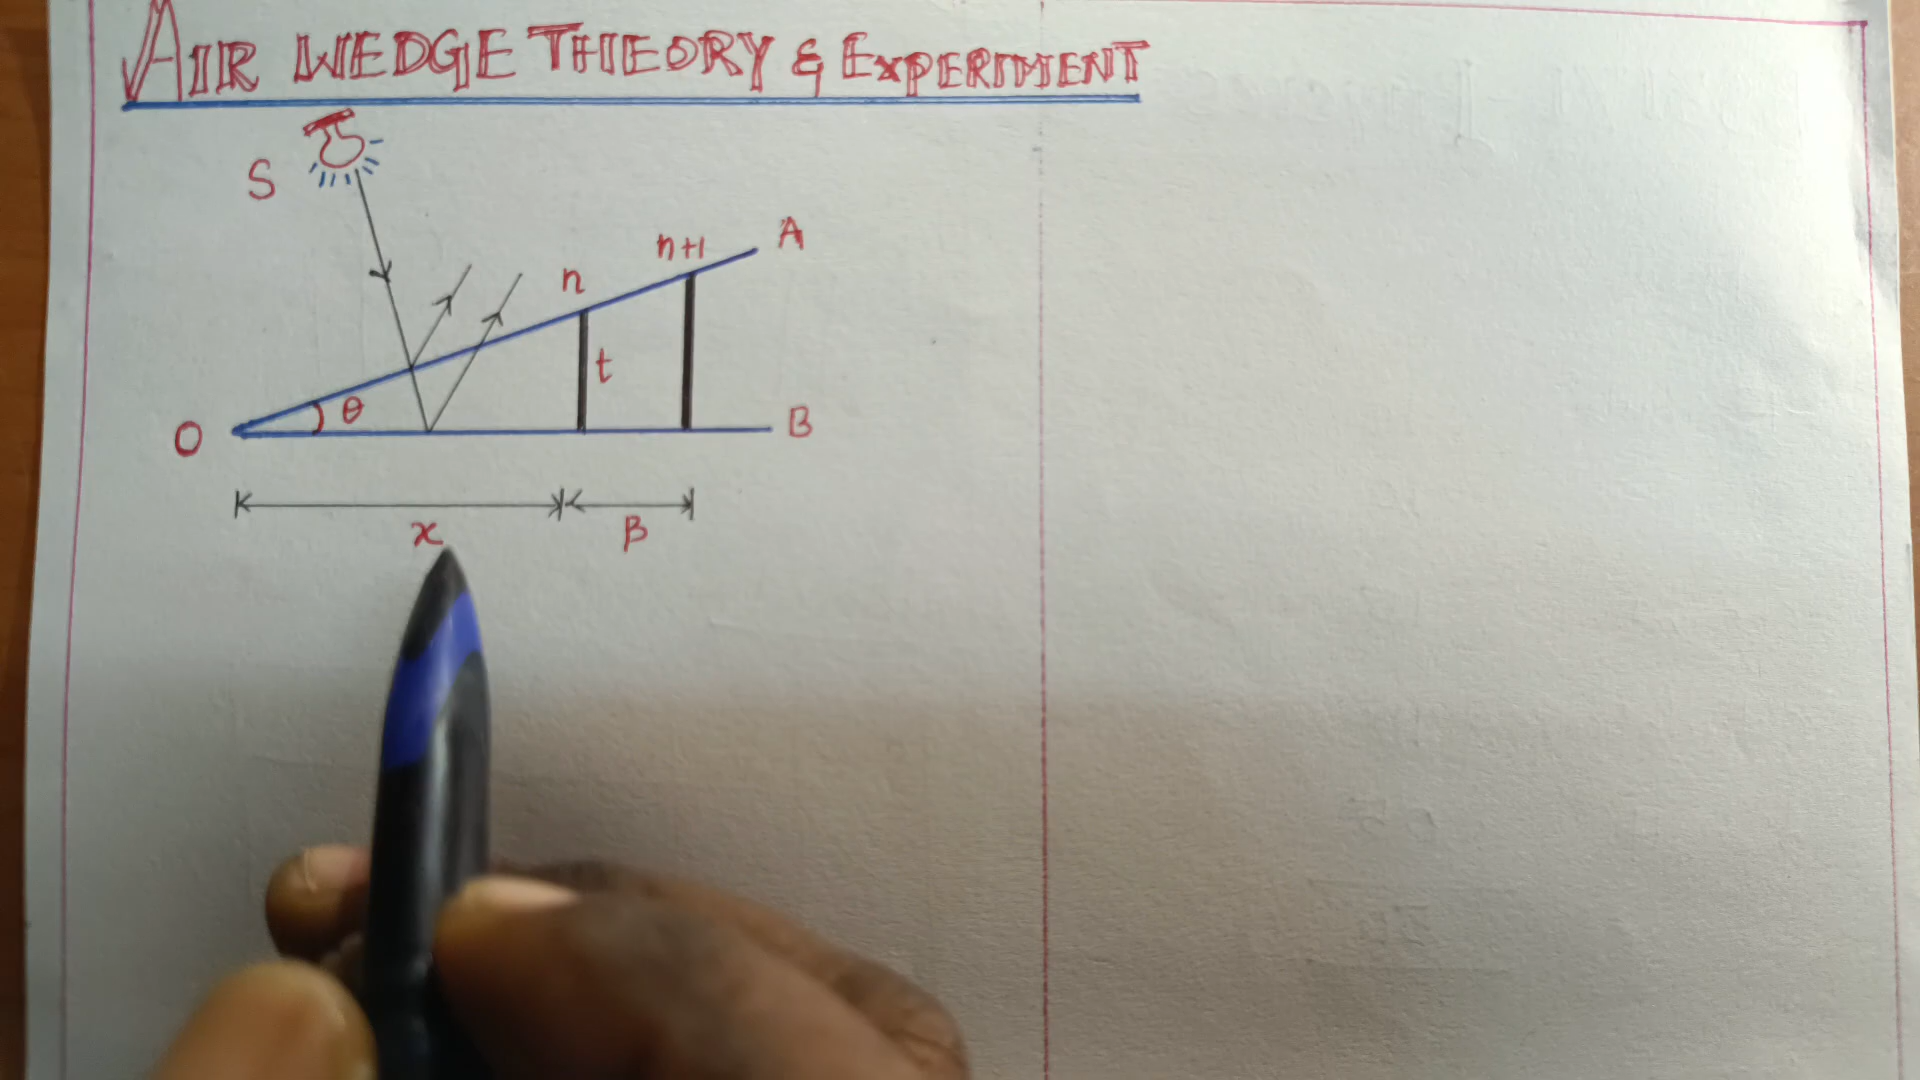 AIR WEDGE THEORY & EXPERIMENT
S
A
n+1
n
t
θ
O
B
x
β